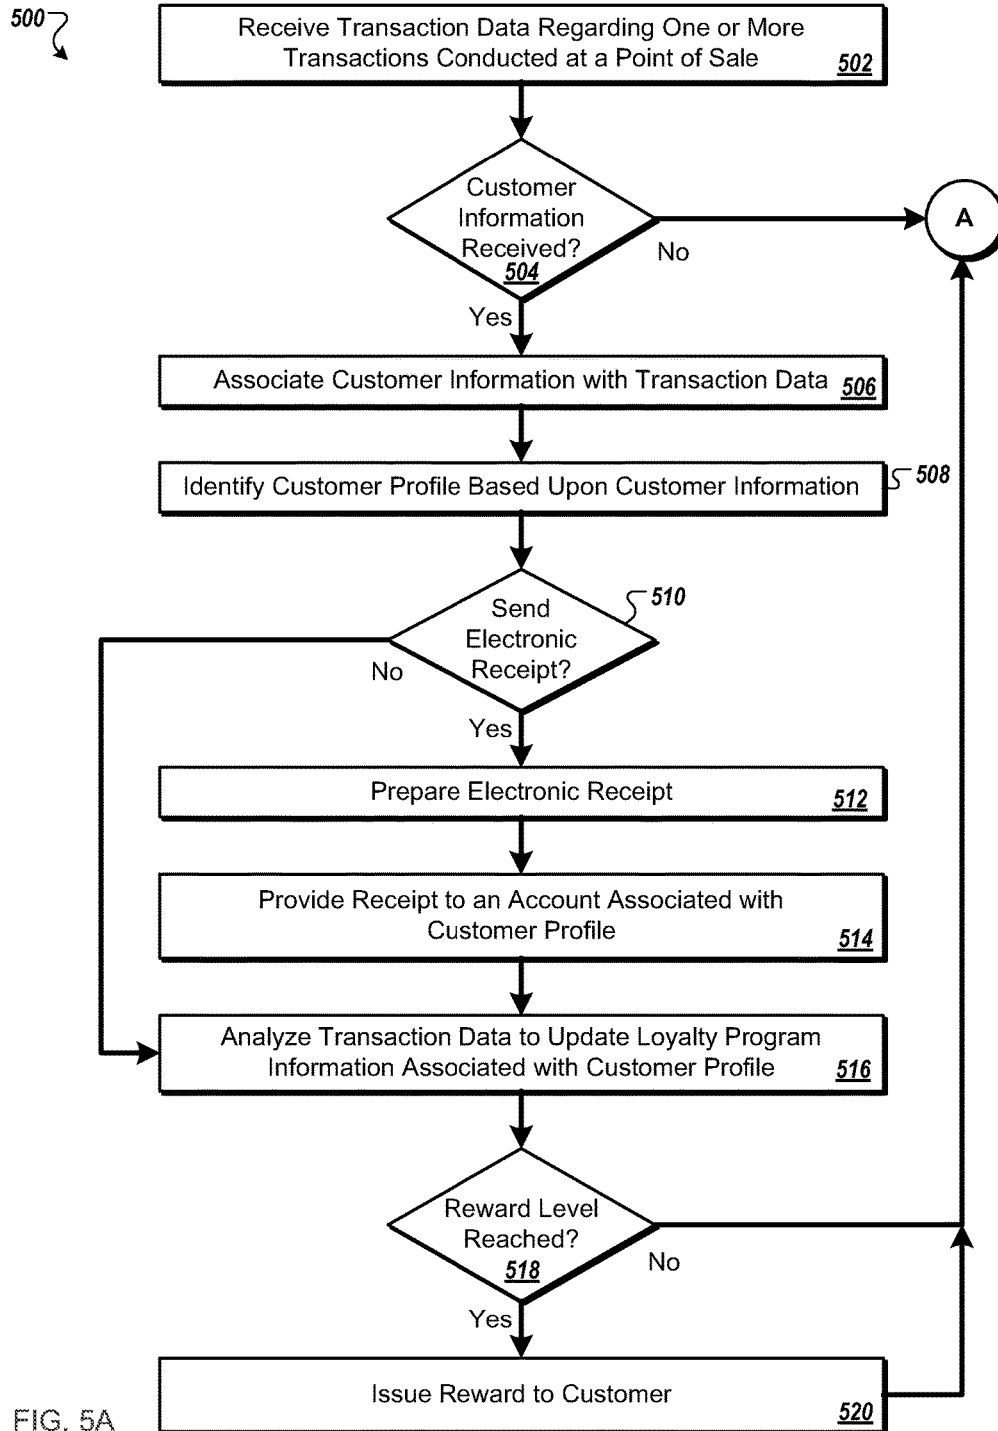 500
Receive Transaction Data Regarding One or More
Transactions Conducted at a Point of Sale
502
Customer
Information
Received?
504
No
A
Yes
Associate Customer Information with Transaction Data
506
Identify Customer Profile Based Upon Customer Information
508
Send
Electronic
Receipt?
510
No
Yes
Prepare Electronic Receipt
512
Provide Receipt to an Account Associated with
Customer Profile
514
Analyze Transaction Data to Update Loyalty Program
Information Associated with Customer Profile
516
Reward Level
Reached?
518
No
Yes
Issue Reward to Customer
520
FIG. 5A